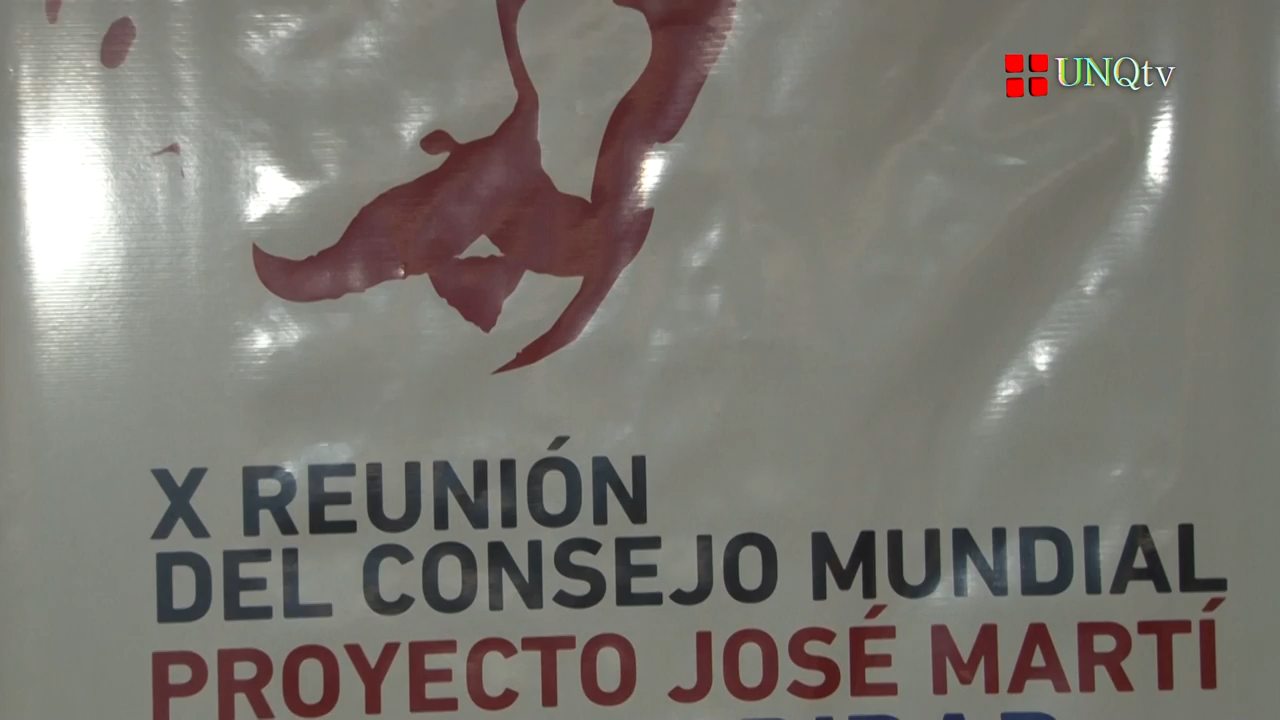 UNQtv
X REUNIÓN
DEL CONSEJO MUNDIAL
PROYECTO JOSÉ MARTÍ